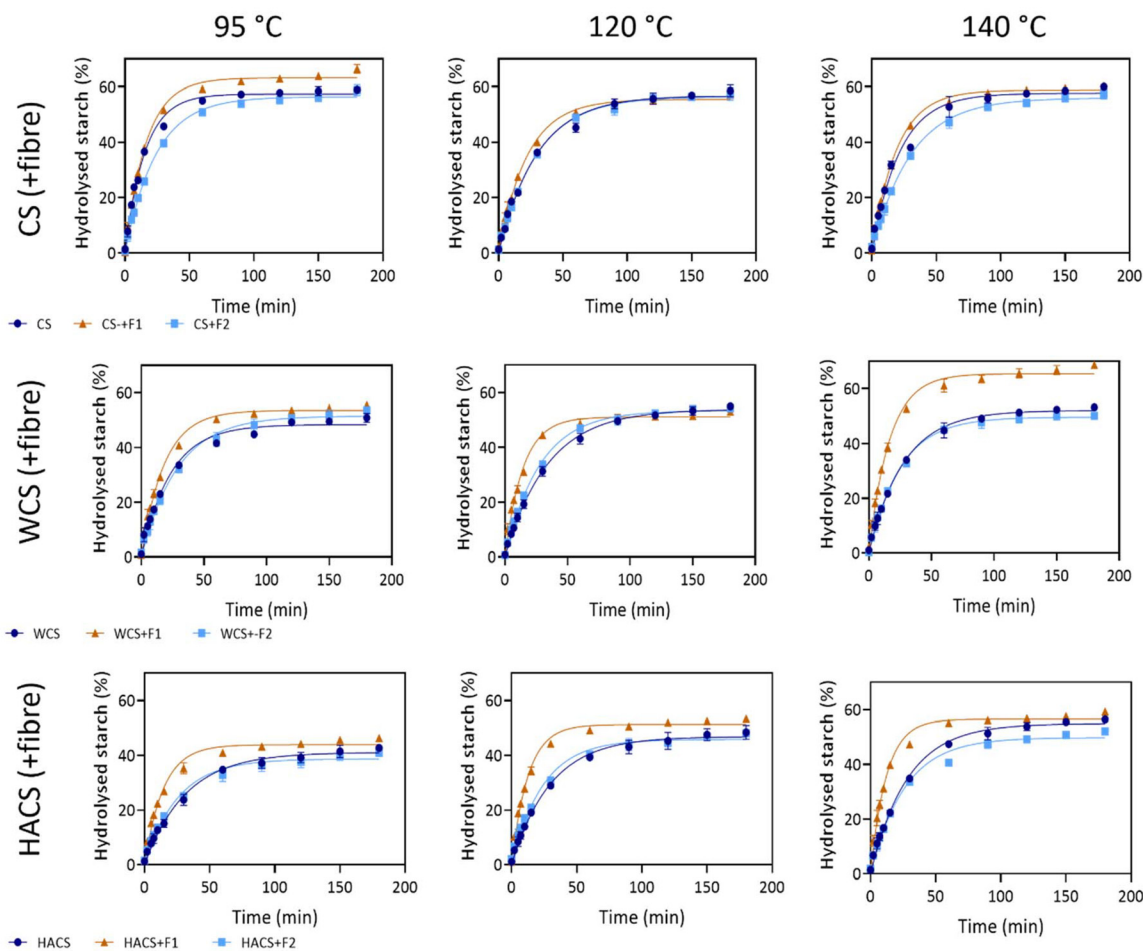 95 °C 120 °C 140 °C
CS (+fibre)
Hydrolysed starch (%)
80
60
40
20
0
0 50 100 150 200
Time (min)
Hydrolysed starch (%)
80
60
40
20
0
0 50 100 150 200
Time (min)
Hydrolysed starch (%)
80
60
40
20
0
0 50 100 150 200
Time (min)
CS CS-+F1 CS+F2
WCS (+fibre)
Hydrolysed starch (%)
60
40
20
0
0 50 100 150 200
Time (min)
Hydrolysed starch (%)
60
40
20
0
0 50 100 150 200
Time (min)
Hydrolysed starch (%)
60
40
20
0
0 50 100 150 200
Time (min)
WCS WCS+F1 WCS+-F2
HACS (+fibre)
Hydrolysed starch (%)
60
40
20
0
0 50 100 150 200
Time (min)
Hydrolysed starch (%)
60
40
20
0
0 50 100 150 200
Time (min)
Hydrolysed starch (%)
60
40
20
0
0 50 100 150 200
Time (min)
HACS HACS+F1 HACS+F2